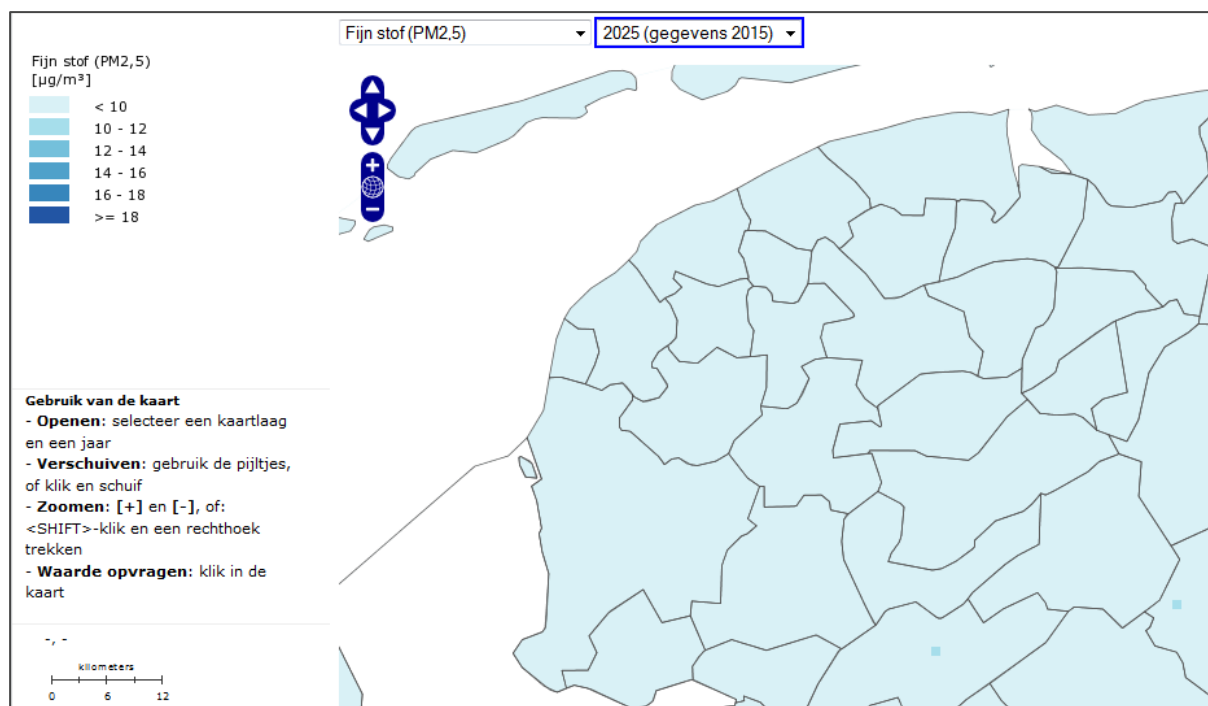 Fijn stof (PM2,5)
2025 (gegevens 2015)
Fijn stof (PM2,5)
[µg/m³]
< 10
10 - 12
12 - 14
14 - 16
16 - 18
>= 18
Gebruik van de kaart
- Openen: selecteer een kaartlaag
en een jaar
- Verschuiven: gebruik de pijltjes,
of klik en schuif
- Zoomen: [+] en [-], of:
<SHIFT>-klik en een rechthoek
trekken
- Waarde opvragen: klik in de
kaart
-, -
kilometers
0 6 12